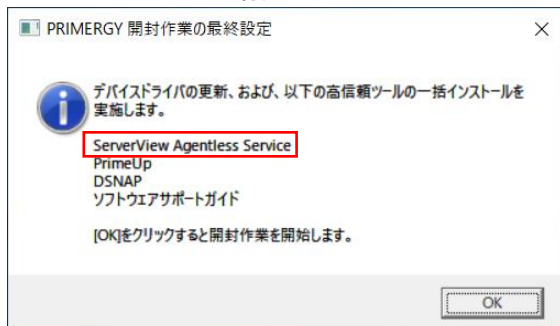 PRIMERGY 開封作業の最終設定
デバイスドライバの更新、および、以下の高信頼ツールの一括インストールを
実施します。
ServerView Agentless Service
PrimeUp
DSNAP
ソフトウェアサポートガイド
[OK]をクリックすると開封作業を開始します。
OK